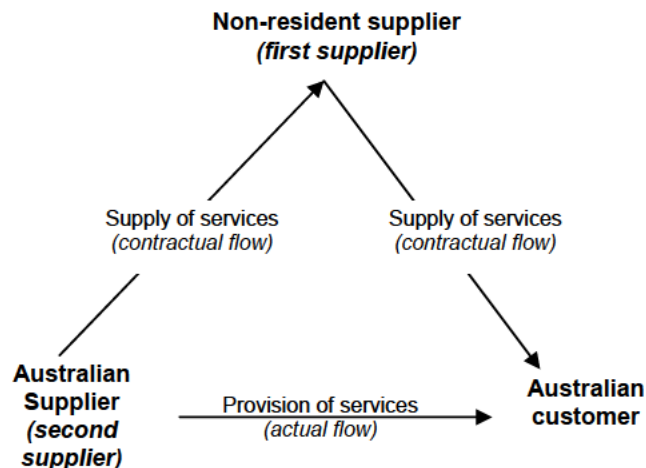 Non-resident supplier
(first supplier)
Supply of services
(contractual flow)
Supply of services
(contractual flow)
Australian
Supplier
(second
supplier)
Provision of services
(actual flow)
Australian
customer